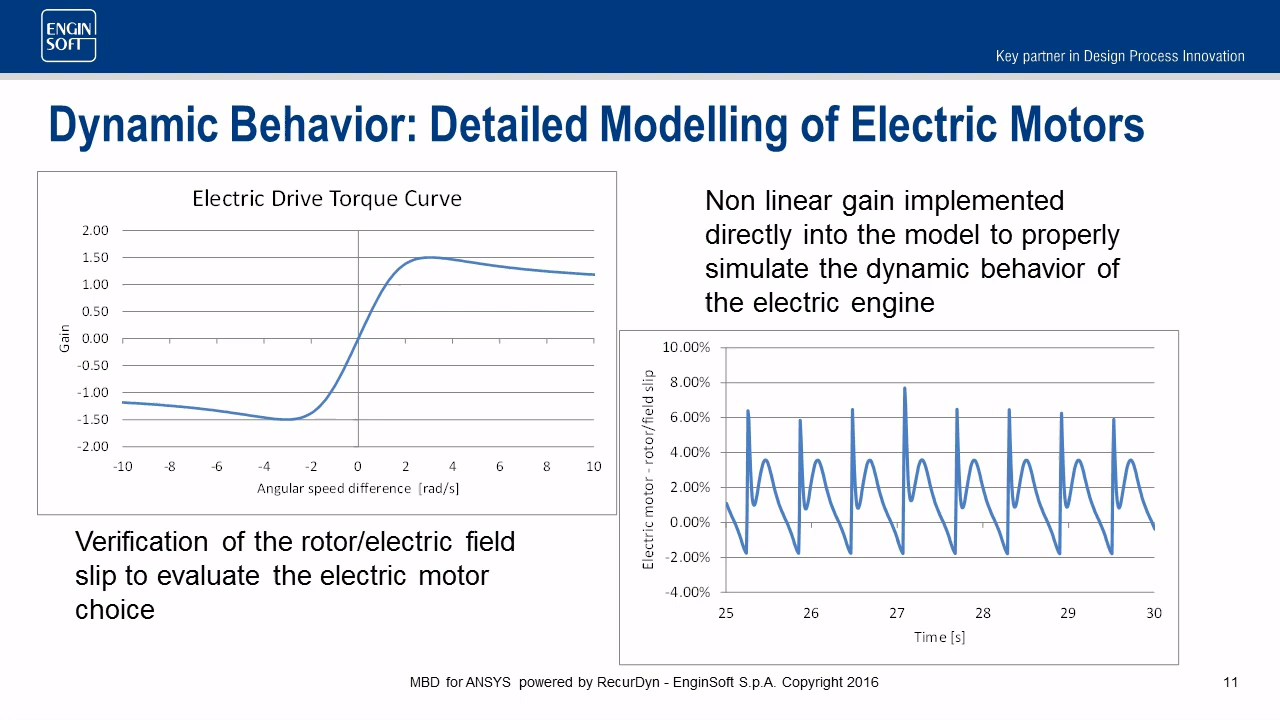 ENGIN
SOFT
Key partner in Design Process Innovation
Dynamic Behavior: Detailed Modelling of Electric Motors
Electric Drive Torque Curve
2.00
1.50
1.00
0.50
0.00
-0.50
-1.00
-1.50
-2.00
Gain
-10 -8 -6 -4 -2 0 2 4 6 8 10
Angular speed difference [rad/s]
Non linear gain implemented
directly into the model to properly
simulate the dynamic behavior of
the electric engine
Verification of the rotor/electric field
slip to evaluate the electric motor
choice
10.00%
8.00%
6.00%
4.00%
2.00%
0.00%
-2.00%
-4.00%
Electric motor - rotor/field slip
25 26 27 28 29 30
Time [s]
MBD for ANSYS powered by RecurDyn - EnginSoft S.p.A. Copyright 2016
11